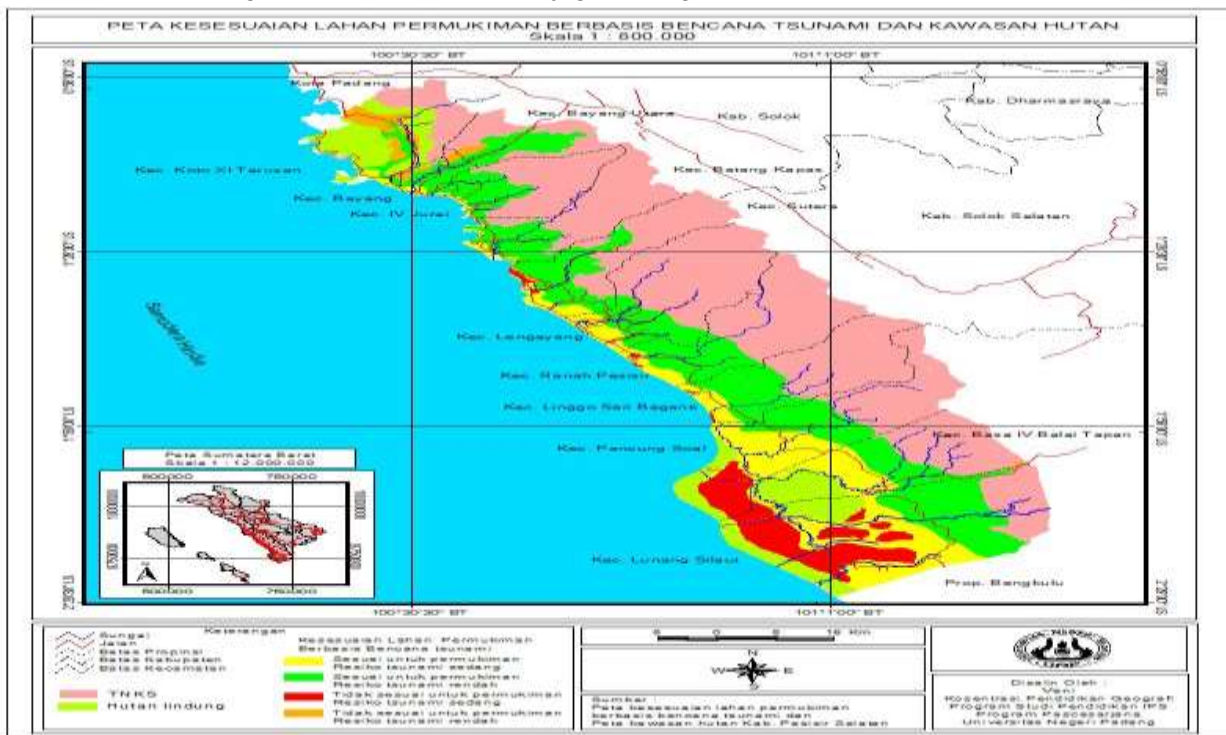 PETA KESESUAIAN LAHAN PERMUKIMAN BERBASIS BENCANA TSUNAMI DAN KAWASAN HUTAN
Skala 1 : 600.000
100°30'30" BT
101°1'00" BT
Kota Padang
Kec. Bayang Utara
Kab. Solok
Kab. Dharmasraya
Kec. Koto XI Tarusan
Kec. Batang Kapas
Kec. Bayang
Kec. IV Jurai
Kec. Sutera
Kab. Solok Selatan
Kec. Lengayang
Kec. Ranah Pesisir
Kec. Linggo Sari Baganti
Kec. Pancung Soal
Kec. Basa IV Balai Tapan
Kec. Lunang Silaut
Prop. Bengkulu
Peta Sumatera Barat
Skala 1 : 12.000.000
100°30'30" BT
101°1'00" BT
Keterangan
Sungai
Jalan
Batas Propinsi
Batas Kabupaten
Batas Kecamatan
TNKS
Hutan lindung
Kesesuaian Lahan Permukiman
Berbasis Bencana tsunami
Sesuai untuk permukiman
Resiko tsunami sedang
Sesuai untuk permukiman
Resiko tsunami rendah
Tidak sesuai untuk permukiman
Resiko tsunami sedang
Tidak sesuai untuk permukiman
Resiko tsunami rendah
Km
N
W E
S
Sumber :
Peta kesesuaian lahan permukiman
berbasis bencana tsunami dan
Peta kawasan hutan Kab. Pesisir Selatan
Disalin Oleh :
Veni
Kosentrasi Pendidikan Geografi
Program Studi Pendidikan IPS
Program Pascasarjana
Universitas Negeri Padang